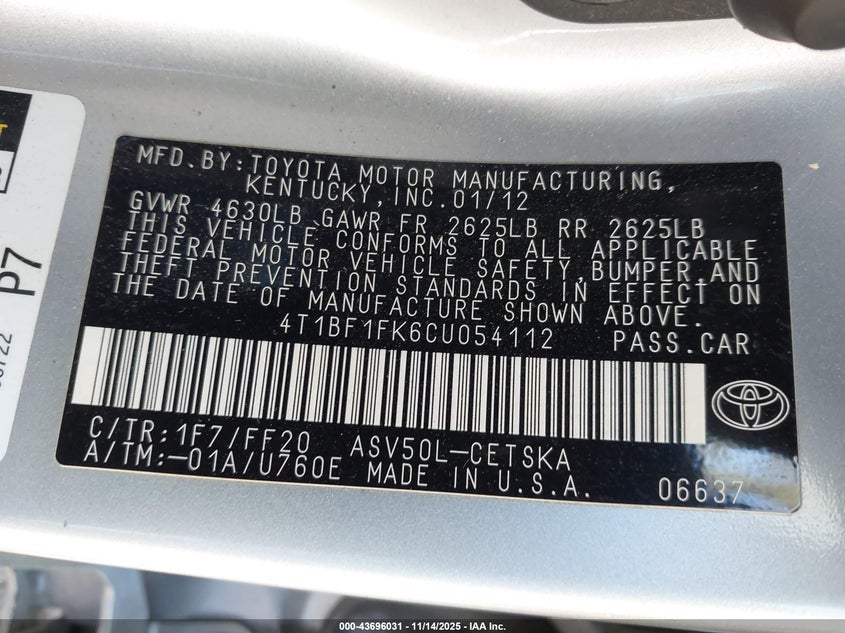 MFD.BY:TOYOTA MOTOR MANUFACTURING,
KENTUCKY,INC.01/12
GVWR 4630LB GAWR FR 2625LB RR 2625LB
THIS VEHICLE CONFORMS TO ALL APPLICABLE
FEDERAL MOTOR VEHICLE SAFETY,BUMPER,AND
THEFT PREVENTION STANDARDS IN EFFECT ON
THE DATE OF MANUFACTURE SHOWN ABOVE.
4T1BF1FK6CU054112 PASS.CAR
C/TR:1F7/FF20 ASV50L-CETSKA
A/TM:-01A/U760E MADE IN U.S.A. 06637
P7
000-43696031 - 11/14/2025 - IAA Inc.